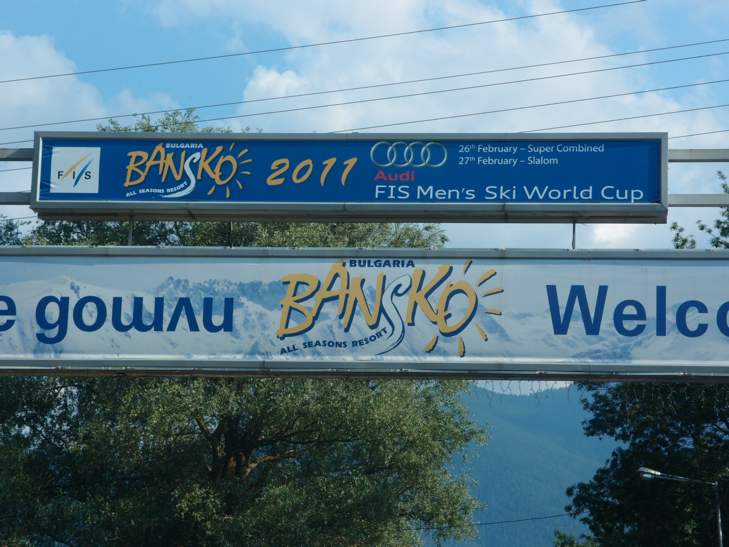 FIS
BULGARIA
BANSKO
ALL SEASONS RESORT
2011
Audi
26th February – Super Combined
27th February – Slalom
FIS Men's Ski World Cup
е дошли
BULGARIA
BANSKO
ALL SEASONS RESORT
Welco